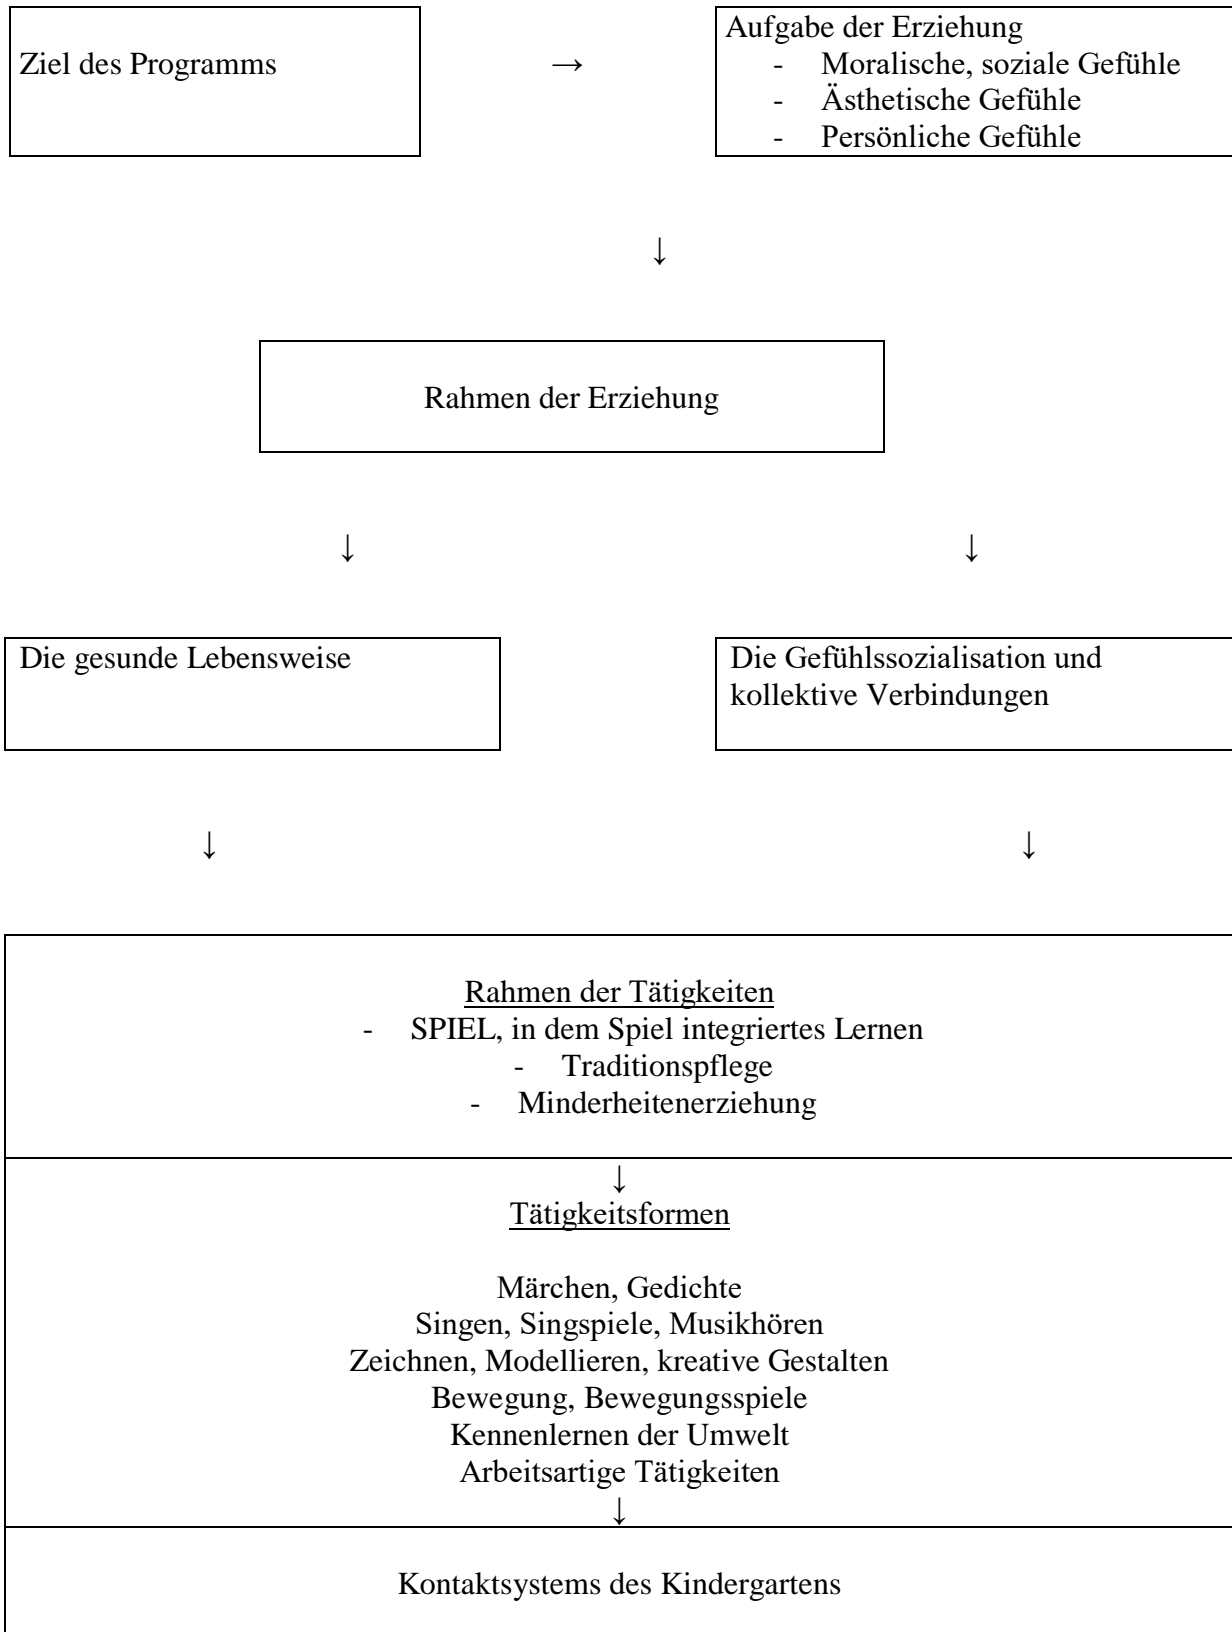 Ziel des Programms
→
Aufgabe der Erziehung
- Moralische, soziale Gefühle
- Ästhetische Gefühle
- Persönliche Gefühle
↓
Rahmen der Erziehung
↓ ↓
Die gesunde Lebensweise
Die Gefühlssozialisation und
kollektive Verbindungen
↓ ↓
Rahmen der Tätigkeiten
- SPIEL, in dem Spiel integriertes Lernen
- Traditionspflege
- Minderheitenerziehung
↓
Tätigkeitsformen
Märchen, Gedichte
Singen, Singspiele, Musikhören
Zeichnen, Modellieren, kreative Gestalten
Bewegung, Bewegungsspiele
Kennenlernen der Umwelt
Arbeitsartige Tätigkeiten
↓
Kontaktsystems des Kindergartens